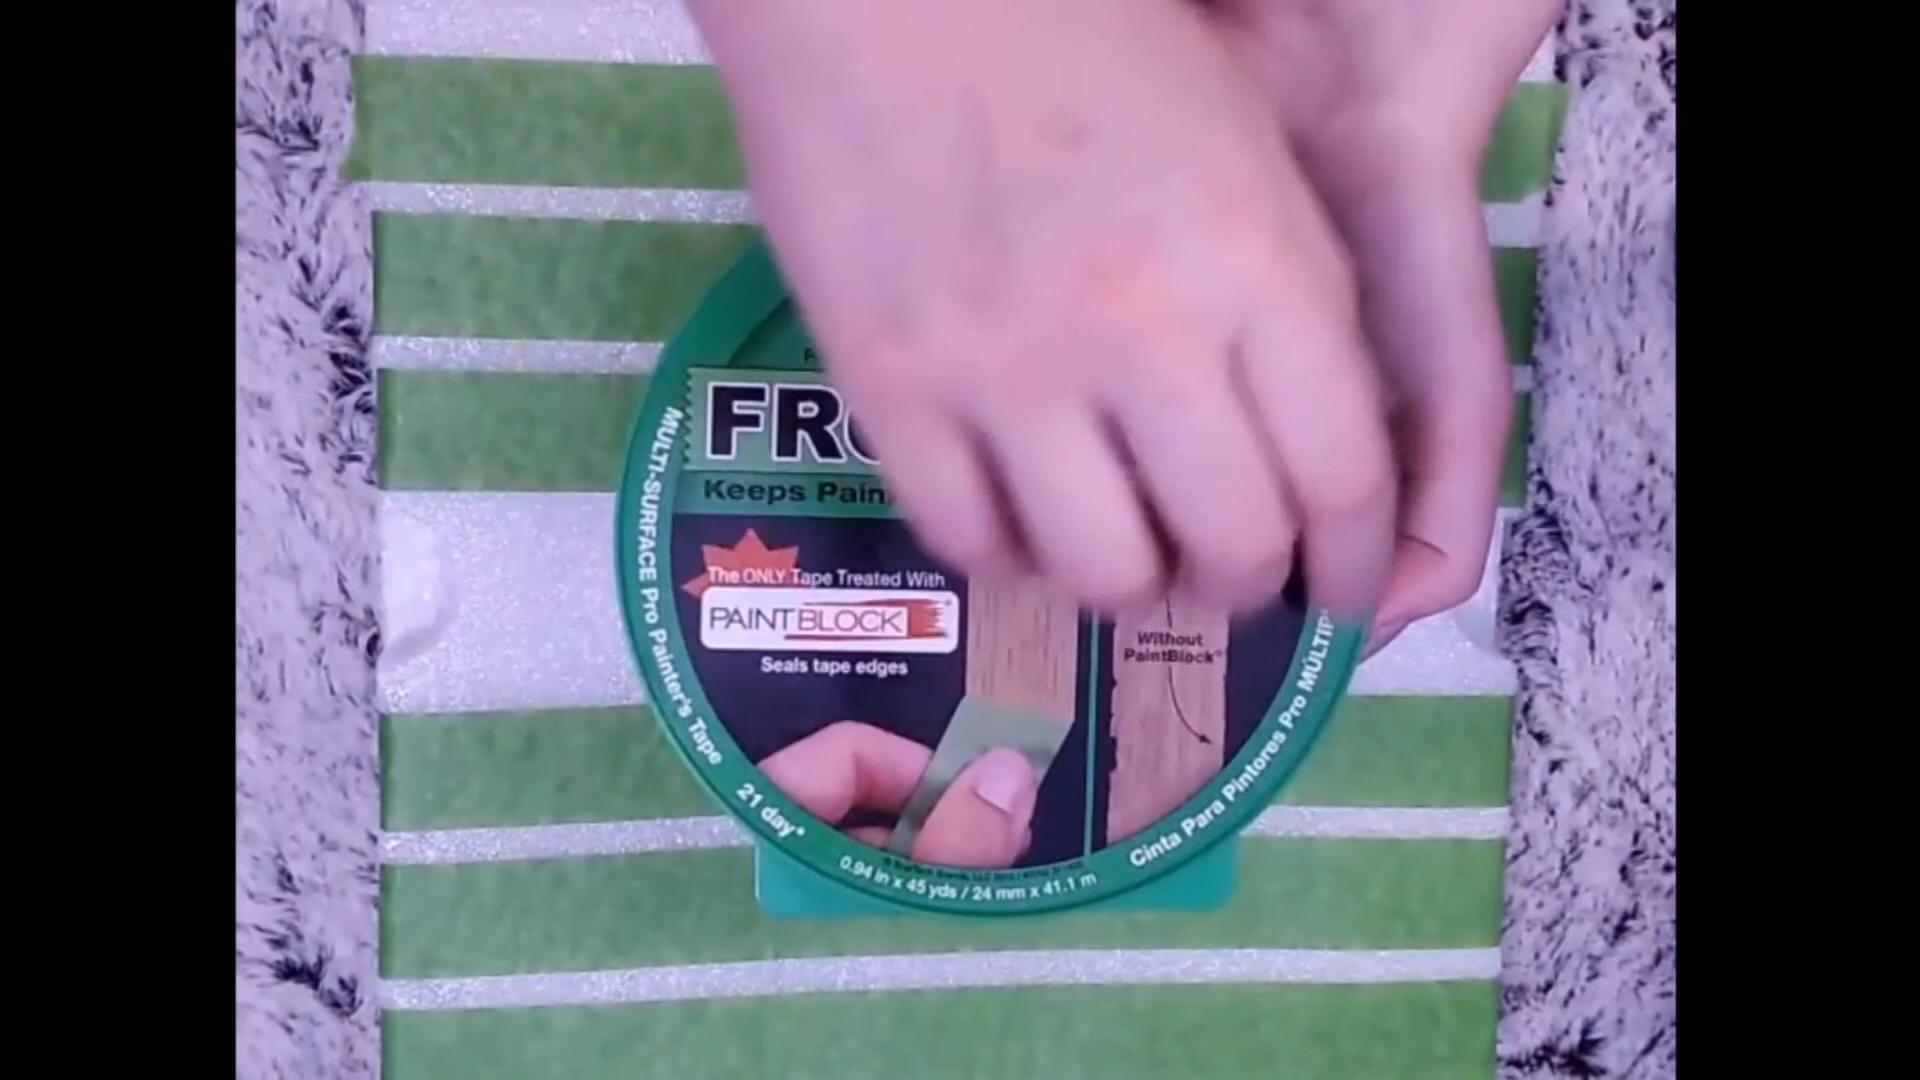 FRO
Keeps Pain
The ONLY Tape Treated With
PAINTBLOCK®
Seals tape edges
Without
PaintBlock®
MULTI-SURFACE Pro Painter's Tape
21 day*
0.94 in x 45 yds / 24 mm x 41.1 m
Cinta Para Pintores Pro MÚLTIP